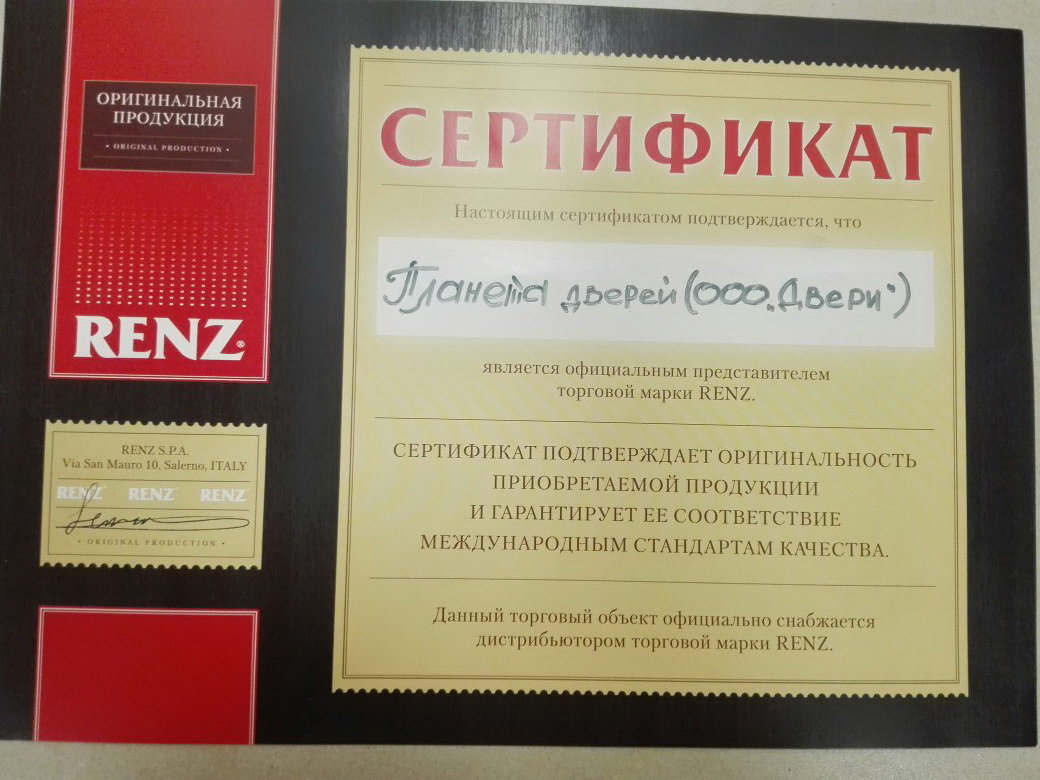 ОРИГИНАЛЬНАЯ
ПРОДУКЦИЯ
• ORIGINAL PRODUCTION •
RENZ®
RENZ S.P.A.
Via San Mauro 10, Salerno, ITALY
RENZ RENZ RENZ
• ORIGINAL PRODUCTION •
СЕРТИФИКАТ
Настоящим сертификатом подтверждается, что
Планета дверей (ООО „Двери“)
является официальным представителем
торговой марки RENZ.
СЕРТИФИКАТ ПОДТВЕРЖДАЕТ ОРИГИНАЛЬНОСТЬ
ПРИОБРЕТАЕМОЙ ПРОДУКЦИИ
И ГАРАНТИРУЕТ ЕЕ СООТВЕТСТВИЕ
МЕЖДУНАРОДНЫМ СТАНДАРТАМ КАЧЕСТВА.
Данный торговый объект официально снабжается
дистрибьютором торговой марки RENZ.